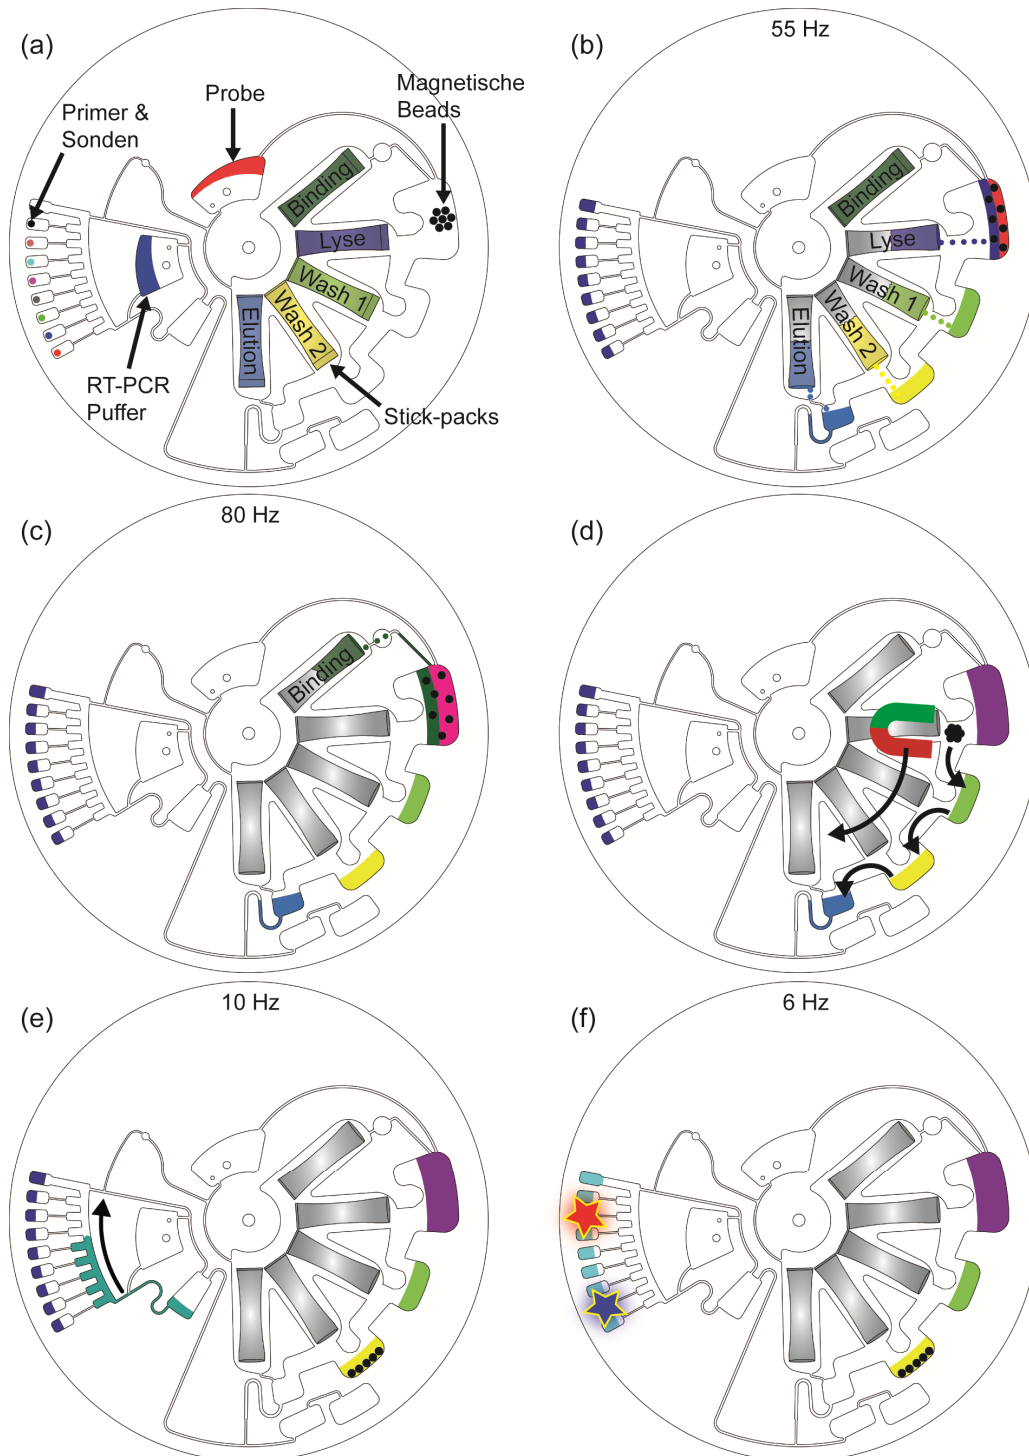 (a)
Primer &
Sonden
Probe
Magnetische
Beads
Binding
Lyse
Wash 1
Wash 2
Elution
RT-PCR
Puffer
Stick-packs
(b)
55 Hz
Binding
Lyse
Wash 1
Wash 2
Elution
(c)
80 Hz
Binding
(d)
(e)
10 Hz
(f)
6 Hz